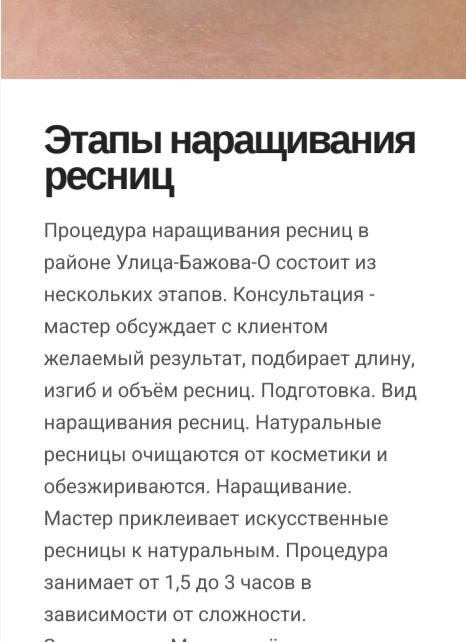 Этапы наращивания
ресниц
Процедура наращивания ресниц в
районе Улица-Бажова-О состоит из
нескольких этапов. Консультация -
мастер обсуждает с клиентом
желаемый результат, подбирает длину,
изгиб и объём ресниц. Подготовка. Вид
наращивания ресниц. Натуральные
ресницы очищаются от косметики и
обезжириваются. Наращивание.
Мастер приклеивает искусственные
ресницы к натуральным. Процедура
занимает от 1,5 до 3 часов в
зависимости от сложности.